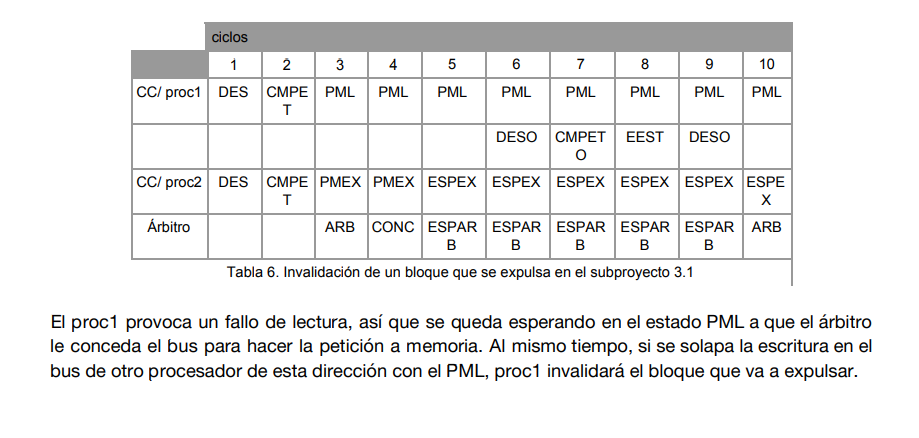 ciclos
1 2 3 4 5 6 7 8 9 10
CC/ proc1 DES CMPE PML PML PML PML PML PML PML PML
T
DESO CMPET EEST DESO
O
CC/ proc2 DES CMPE PMEX PMEX ESPEX ESPEX ESPEX ESPEX ESPEX ESPE
T X
Árbitro ARB CONC ESPAR ESPAR ESPAR ESPAR ESPAR ARB
B B B B B
Tabla 6. Invalidación de un bloque que se expulsa en el subproyecto 3.1
El proc1 provoca un fallo de lectura, así que se queda esperando en el estado PML a que el árbitro
le conceda el bus para hacer la petición a memoria. Al mismo tiempo, si se solapa la escritura en el
bus de otro procesador de esta dirección con el PML, proc1 invalidará el bloque que va a expulsar.